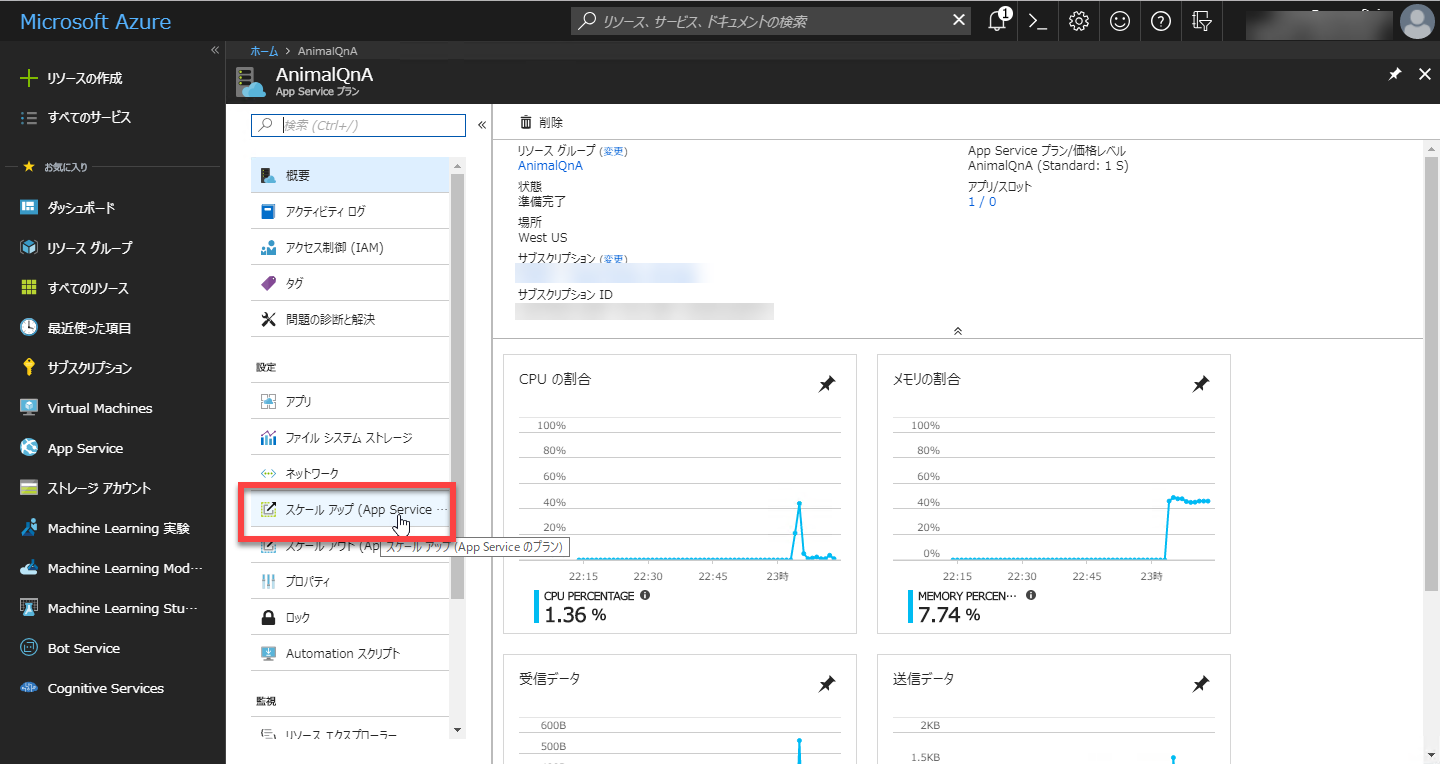 Microsoft Azure
リソース、サービス、ドキュメントの検索
1
リソースの作成
すべてのサービス
お気に入り
ダッシュボード
リソース グループ
すべてのリソース
最近使った項目
サブスクリプション
Virtual Machines
App Service
ストレージ アカウント
Machine Learning 実験
Machine Learning Mod…
Machine Learning Stu…
Bot Service
Cognitive Services
ホーム > AnimalQnA
AnimalQnA
App Service プラン
検索 (Ctrl+/)
概要
アクティビティ ログ
アクセス制御 (IAM)
タグ
問題の診断と解決
設定
アプリ
ファイル システム ストレージ
ネットワーク
スケール アップ (App Service …
スケール アウト (Ap
スケール アップ (App Service のプラン)
プロパティ
ロック
Automation スクリプト
監視
リソース エクスプローラー
削除
リソース グループ (変更)
AnimalQnA
状態
準備完了
場所
West US
サブスクリプション (変更)
サブスクリプション ID
App Service プラン/価格レベル
AnimalQnA (Standard: 1 S)
アプリ/スロット
1 / 0
CPU の割合
100%
80%
60%
40%
20%
0%
22:15 22:30 22:45 23時
CPU PERCENTAGE
1.36 %
メモリの割合
100%
80%
60%
40%
20%
0%
22:15 22:30 22:45 23時
MEMORY PERCEN…
7.74 %
受信データ
600B
500B
送信データ
2KB
1.5KB